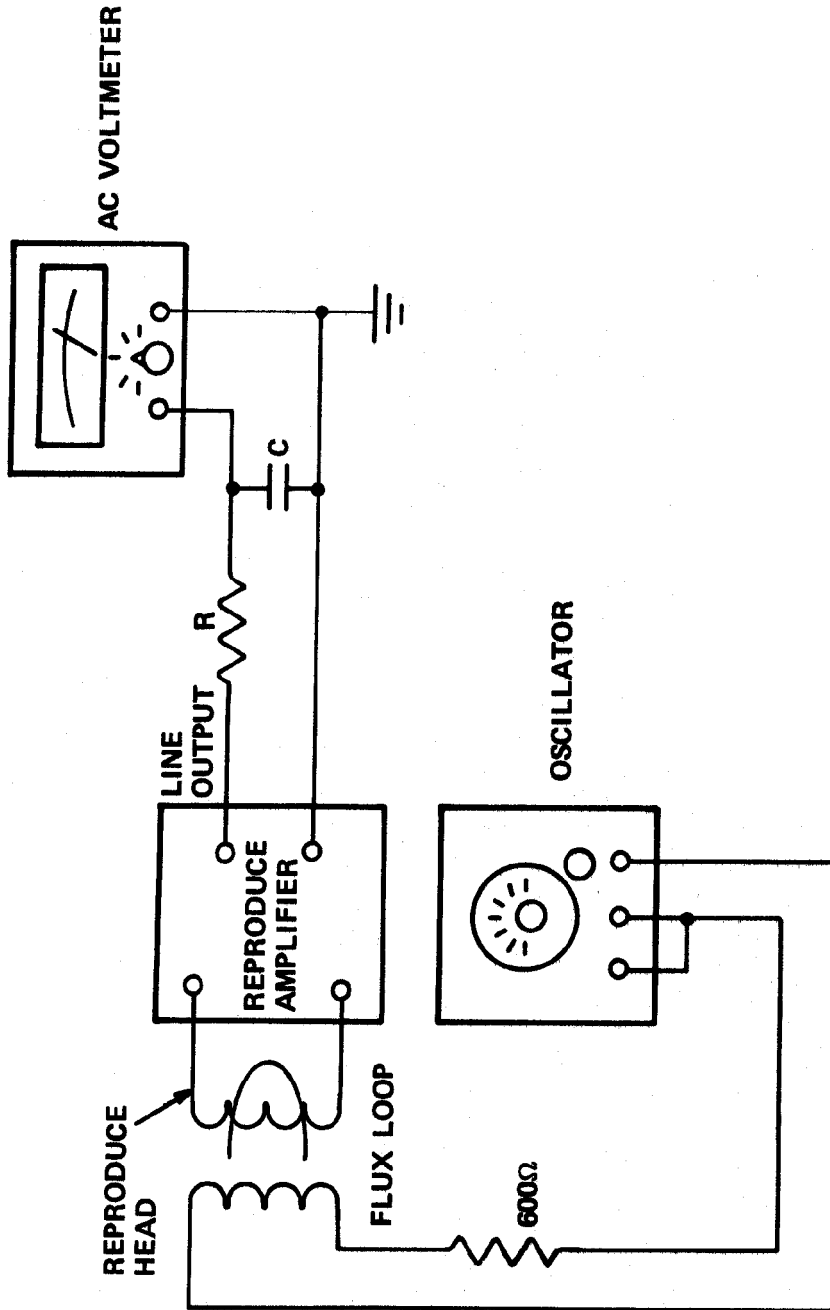 AC VOLTMETER
C
R
LINE
OUTPUT
REPRODUCE
AMPLIFIER
REPRODUCE
HEAD
FLUX LOOP
600Ω
OSCILLATOR